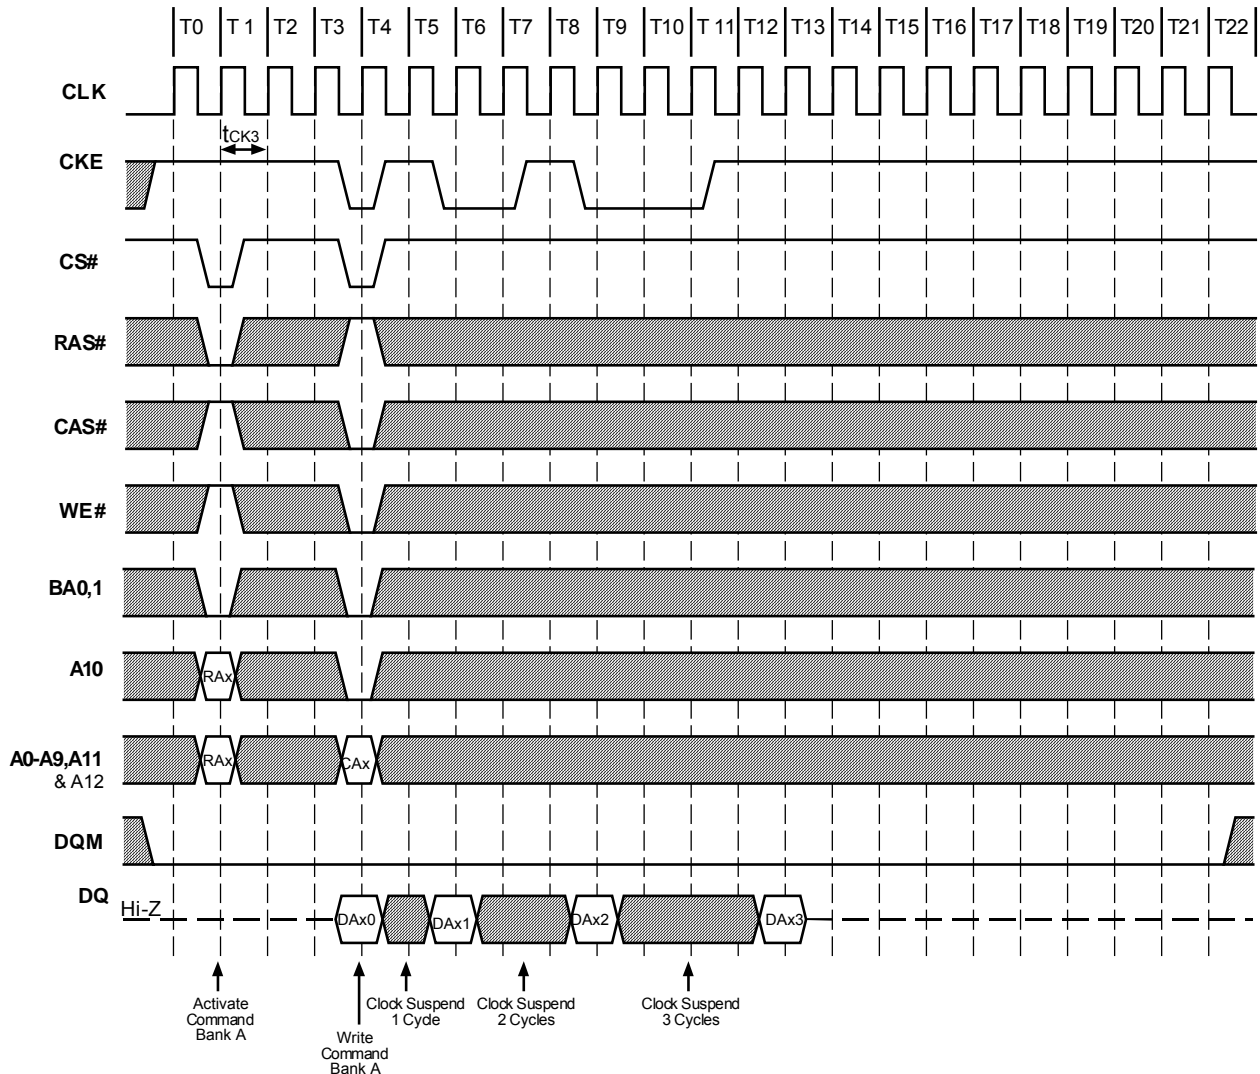 T0 T 1 T2 T3 T4 T5 T6 T7 T8 T9 T10 T 11 T12 T13 T14 T15 T16 T17 T18 T19 T20 T21 T22
CLK
tCK3
CKE
CS#
RAS#
CAS#
WE#
BA0,1
A10
RAx
A0-A9,A11
& A12
RAx CAx
DQM
DQ
Hi-Z
DAx0 DAx1 DAx2 DAx3
Activate
Command
Bank A
Write
Command
Bank A
Clock Suspend
1 Cycle
Clock Suspend
2 Cycles
Clock Suspend
3 Cycles